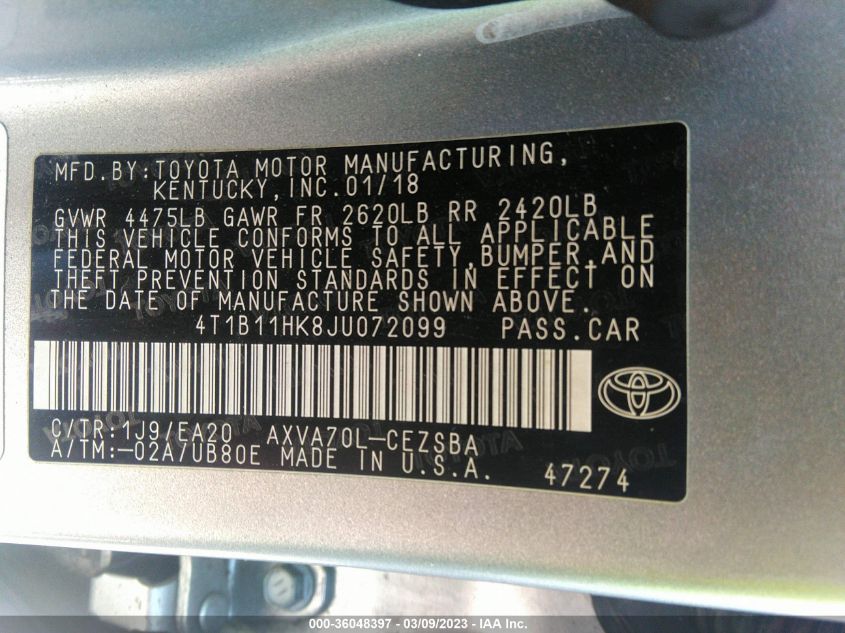 MFD.BY:TOYOTA MOTOR MANUFACTURING,
KENTUCKY,INC.01/18
GVWR 4475LB GAWR FR 2620LB RR 2420LB
THIS VEHICLE CONFORMS TO ALL APPLICABLE
FEDERAL MOTOR VEHICLE SAFETY,BUMPER,AND
THEFT PREVENTION STANDARDS IN EFFECT ON
THE DATE OF MANUFACTURE SHOWN ABOVE.
4T1B11HK8JU072099 PASS.CAR
C/TR:1J9/EA20 AXVA70L-CEZSBA
A/TM:-02A/UB80E MADE IN U.S.A.
47274
000-36048397 - 03/09/2023 - IAA Inc.